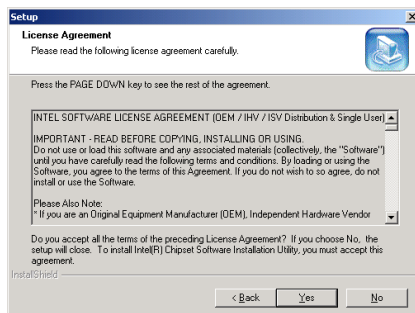 Setup
License Agreement
Please read the following license agreement carefully.
Press the PAGE DOWN key to see the rest of the agreement.
INTEL SOFTWARE LICENSE AGREEMENT (OEM / IHV / ISV Distribution & Single User)
IMPORTANT - READ BEFORE COPYING, INSTALLING OR USING.
Do not use or load this software and any associated materials (collectively, the "Software")
until you have carefully read the following terms and conditions. By loading or using the
Software, you agree to the terms of this Agreement. If you do not wish to so agree, do not
install or use the Software.
Please Also Note:
* If you are an Original Equipment Manufacturer (OEM), Independent Hardware Vendor
Do you accept all the terms of the preceding License Agreement? If you choose No, the
setup will close. To install Intel(R) Chipset Software Installation Utility, you must accept this
agreement.
InstallShield
< Back
Yes
No